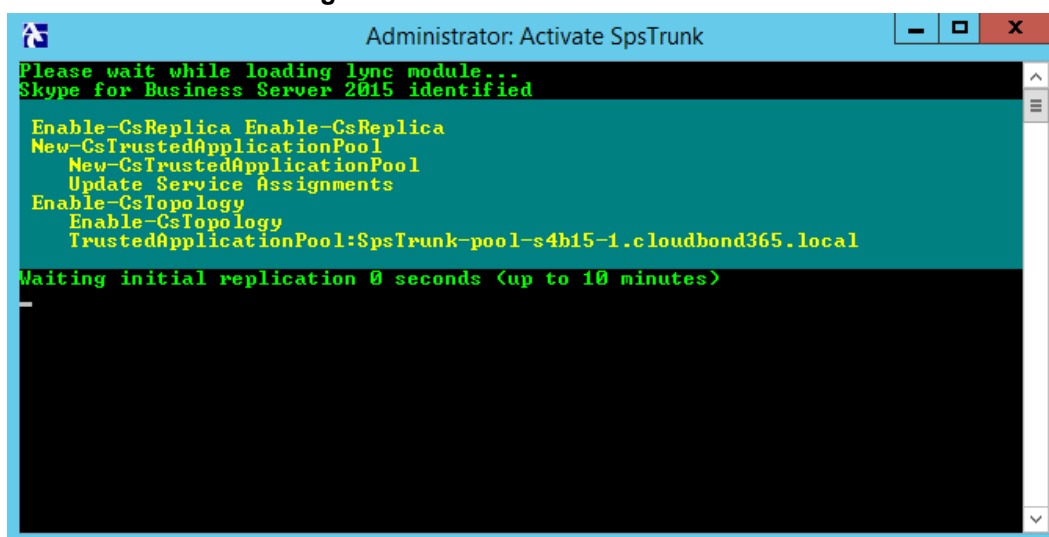 Administrator: Activate SpsTrunk
Please wait while loading lync module...
Skype for Business Server 2015 identified
Enable-CsReplica Enable-CsReplica
New-CsTrustedApplicationPool
New-CsTrustedApplicationPool
Update Service Assignments
Enable-CsTopology
Enable-CsTopology
TrustedApplicationPool:SpsTrunk-pool-s4b15-1.cloudbond365.local
Waiting initial replication 0 seconds (up to 10 minutes)